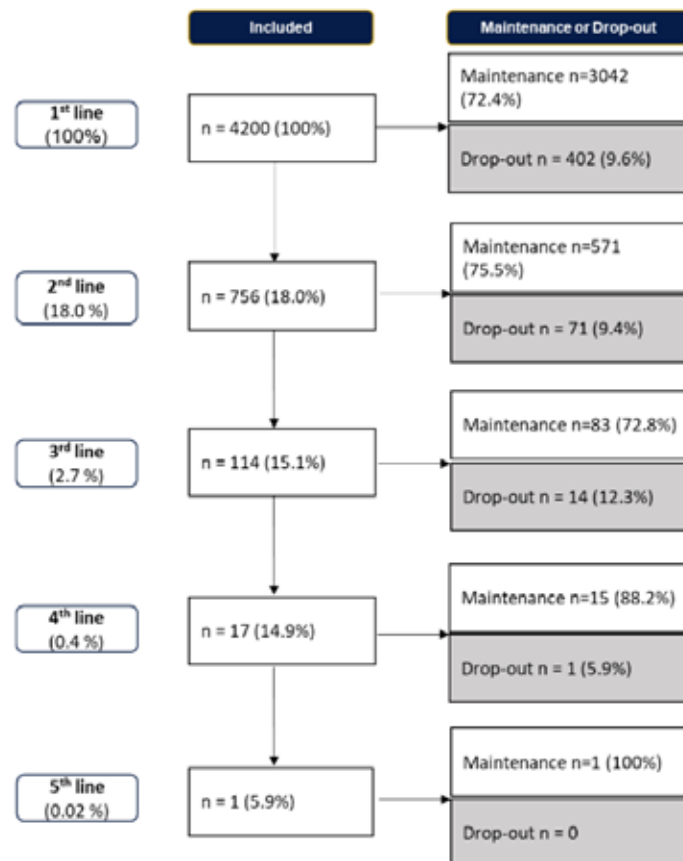 Included
Maintenance or Drop-out
1st line
(100%)
n = 4200 (100%)
Maintenance n=3042
(72.4%)
Drop-out n = 402 (9.6%)
2nd line
(18.0 %)
n = 756 (18.0%)
Maintenance n=571
(75.5%)
Drop-out n = 71 (9.4%)
3rd line
(2.7 %)
n = 114 (15.1%)
Maintenance n=83 (72.8%)
Drop-out n = 14 (12.3%)
4th line
(0.4 %)
n = 17 (14.9%)
Maintenance n=15 (88.2%)
Drop-out n = 1 (5.9%)
5th line
(0.02 %)
n = 1 (5.9%)
Maintenance n=1 (100%)
Drop-out n = 0